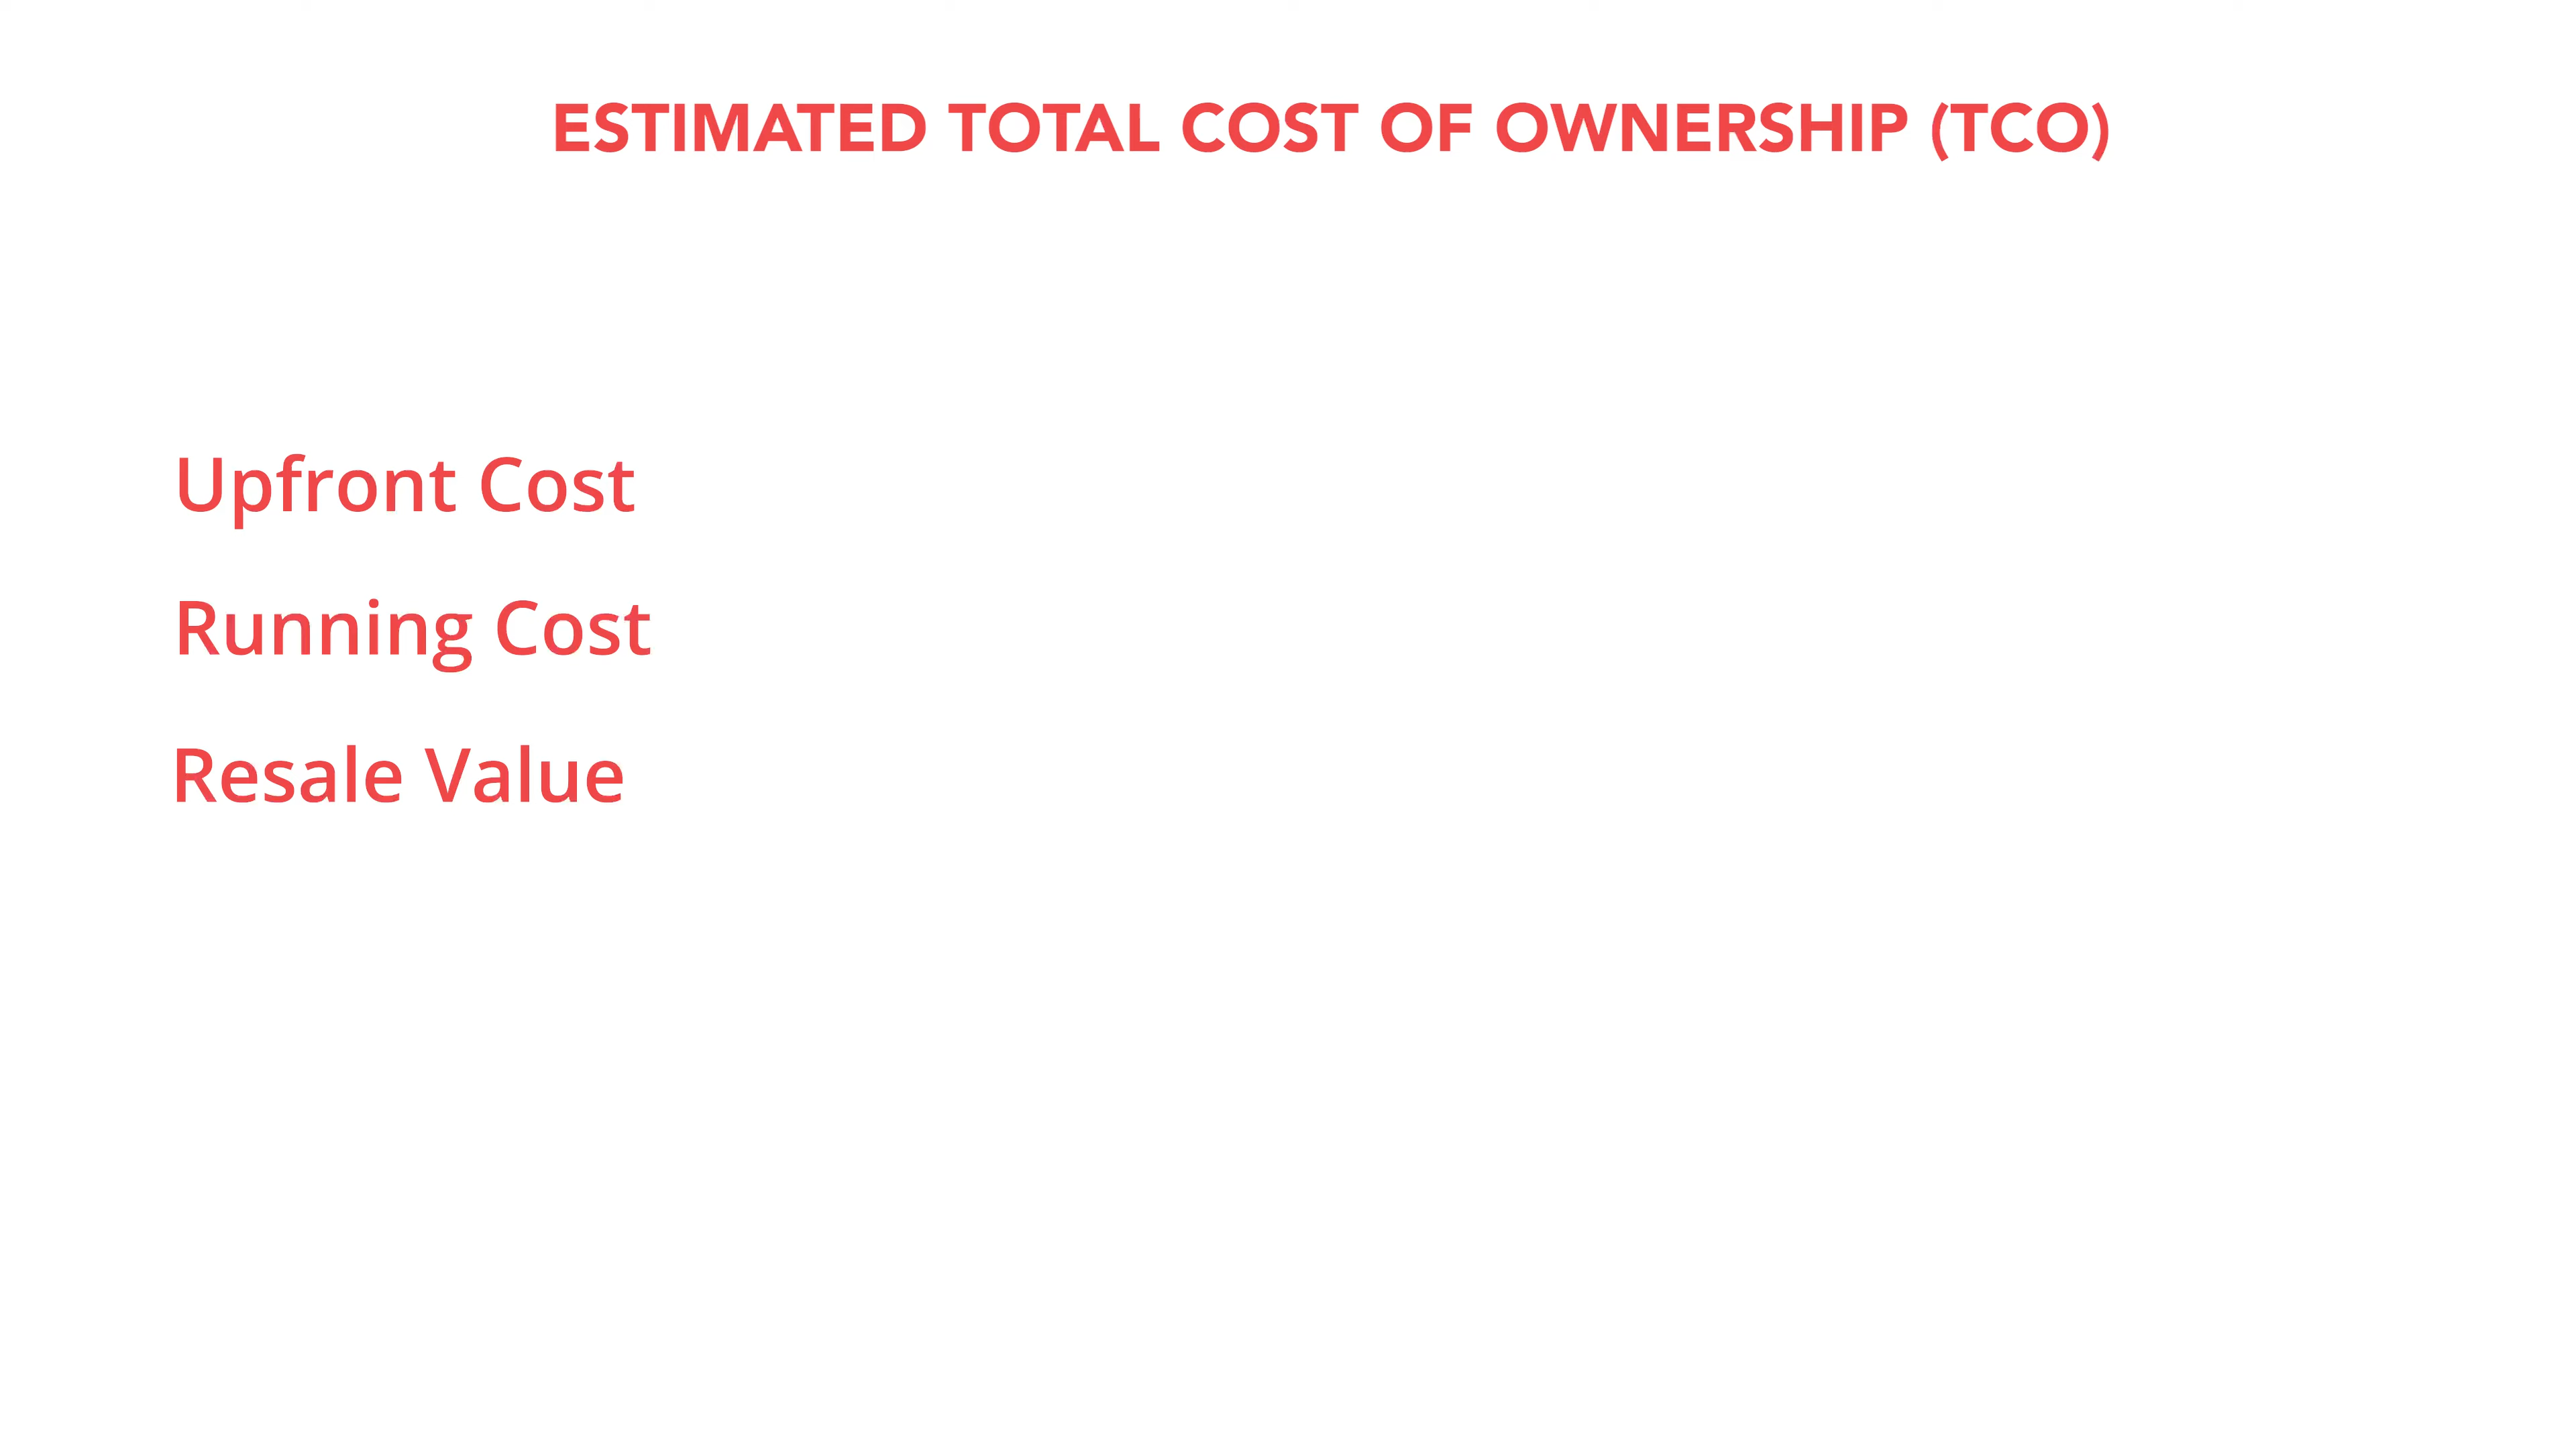 ESTIMATED TOTAL COST OF OWNERSHIP (TCO)
Upfront Cost
Running Cost
Resale Value